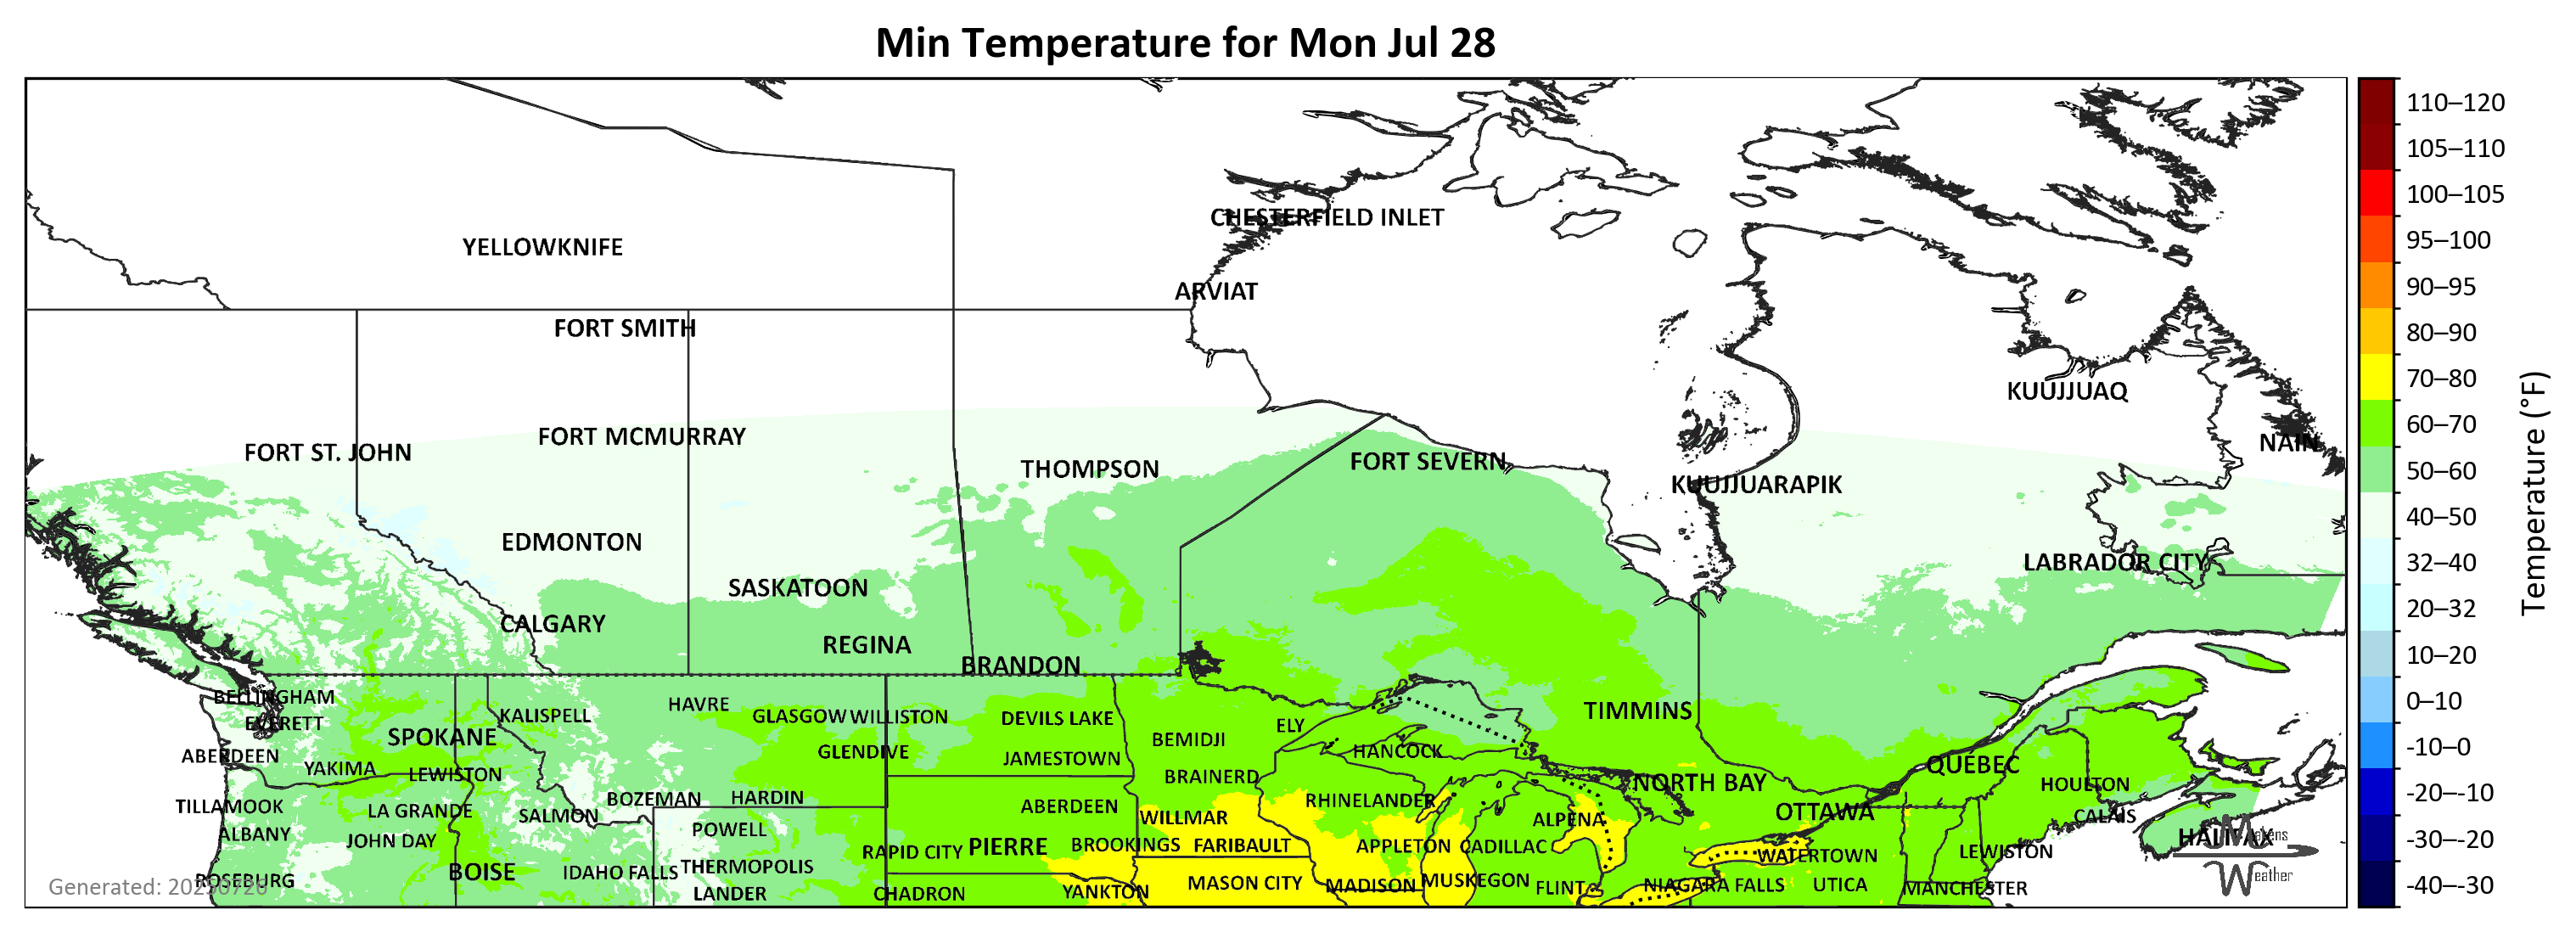 Min Temperature for Mon Jul 28
CHESTERFIELD INLET
YELLOWKNIFE
ARVIAT
FORT SMITH
KUUJJUAQ
FORT MCMURRAY
NAIN
FORT ST. JOHN
THOMPSON
FORT SEVERN
KUUJJUARAPIK
EDMONTON
LABRADOR CITY
SASKATOON
CALGARY
REGINA
BRANDON
BELLINGHAM
HAVRE
EVERETT
KALISPELL
GLASGOW
WILLISTON
DEVILS LAKE
ELY
TIMMINS
SPOKANE
BEMIDJI
ABERDEEN
GLENDIVE
JAMESTOWN
HANCOCK
QUEBEC
YAKIMA
LEWISTON
BRAINERD
NORTH BAY
HOULTON
TILLAMOOK
LA GRANDE
SALMON
BOZEMAN
HARDIN
ABERDEEN
WILLMAR
RHINELANDER
ALPENA
OTTAWA
CALAIS
ALBANY
JOHN DAY
POWELL
RAPID CITY
PIERRE
BROOKINGS
FARIBAULT
APPLETON
CADILLAC
WATERTOWN
LEWISTON
HALIFAX
Makens
Weather
ROSEBURG
BOISE
IDAHO FALLS
THERMOPOLIS
LANDER
CHADRON
YANKTON
MASON CITY
MADISON
MUSKEGON
FLINT
NIAGARA FALLS
UTICA
MANCHESTER
Generated: 20250726
110–120
105–110
100–105
95–100
90–95
80–90
70–80
60–70
50–60
40–50
32–40
20–32
10–20
0–10
-10–0
-20–-10
-30–-20
-40–-30
Temperature (°F)